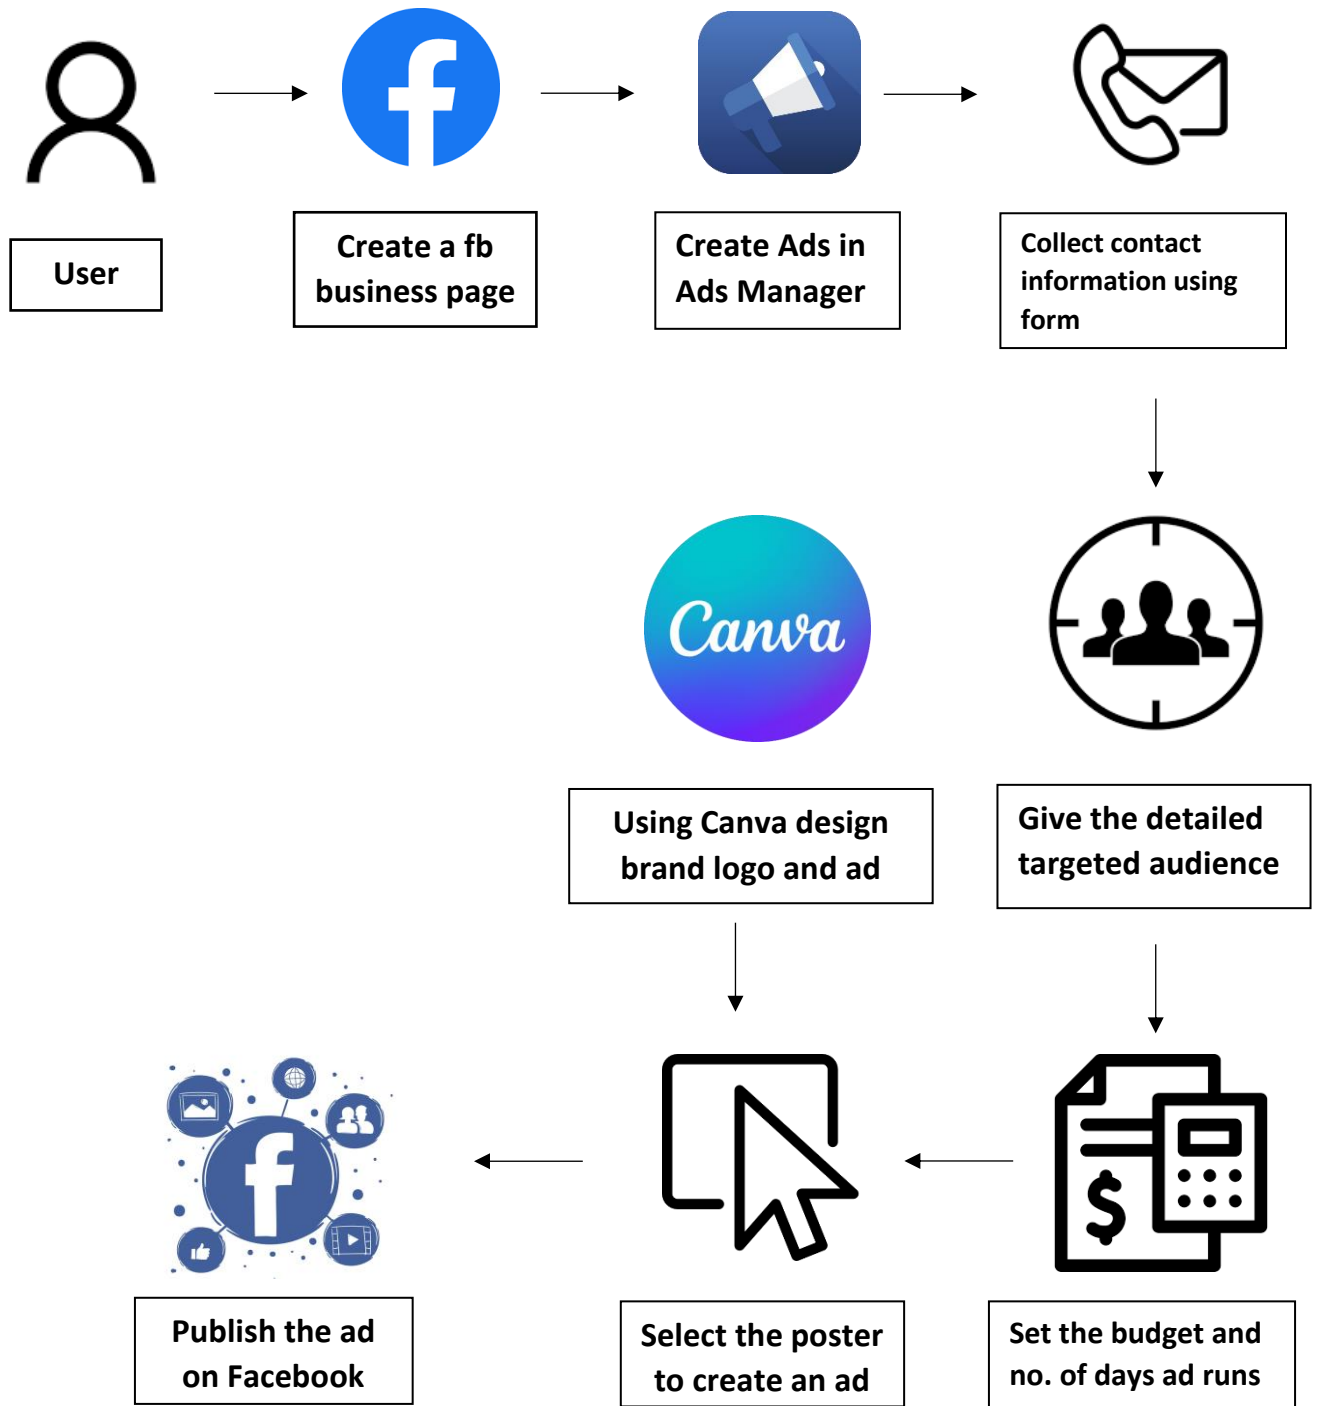 User
Create a fb
business page
Create Ads in
Ads Manager
Collect contact
information using
form
Canva
Using Canva design
brand logo and ad
Give the detailed
targeted audience
Publish the ad
on Facebook
Select the poster
to create an ad
Set the budget and
no. of days ad runs